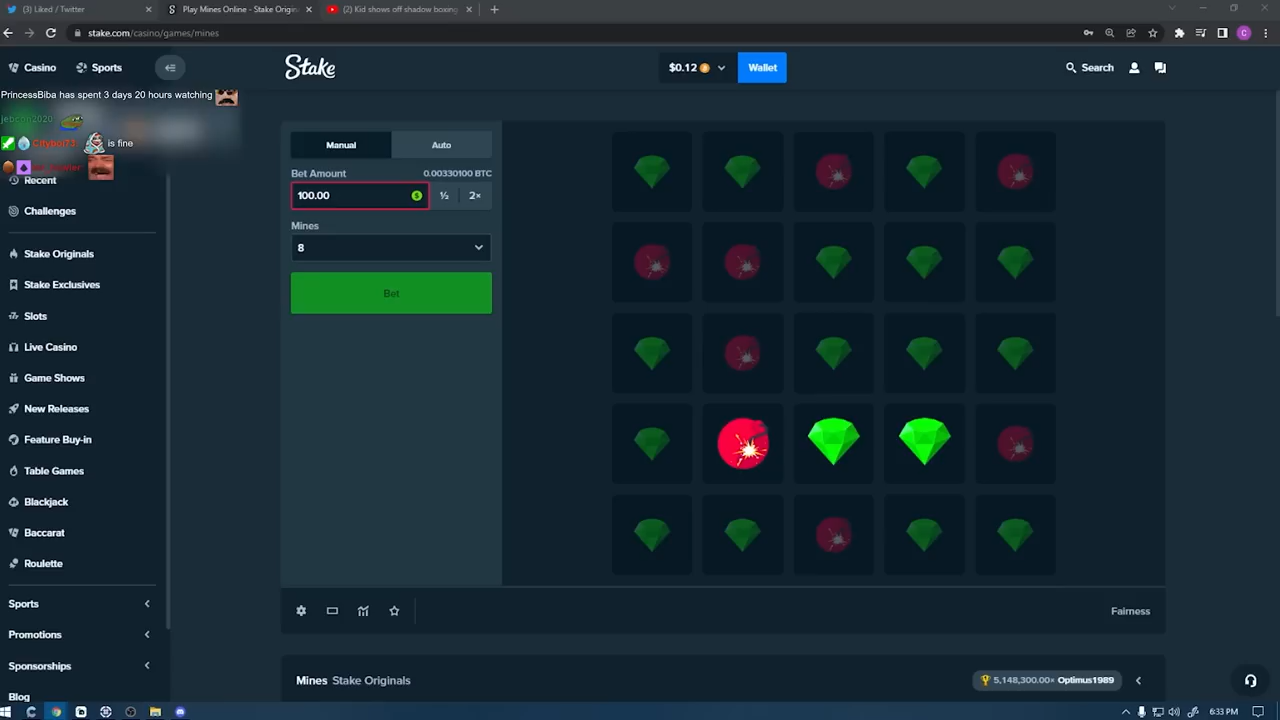 (3) Liked / Twitter
Play Mines Online - Stake Origin
(2) Kid shows off shadow boxing
stake.com/casino/games/mines
C
Casino
Sports
Stake
$0.12
Wallet
Search
PrincessBiba has spent 3 days 20 hours watching
jebcon2020
Cityboi73:
is fine
Recent
Challenges
Stake Originals
Stake Exclusives
Slots
Live Casino
Game Shows
New Releases
Feature Buy-in
Table Games
Blackjack
Baccarat
Roulette
Sports
Promotions
Sponsorships
Blog
Manual
Auto
Bet Amount
0.00330100 BTC
100.00
½
2×
Mines
8
Bet
Fairness
Mines Stake Originals
5,148,300.00× Optimus1989
6:33 PM